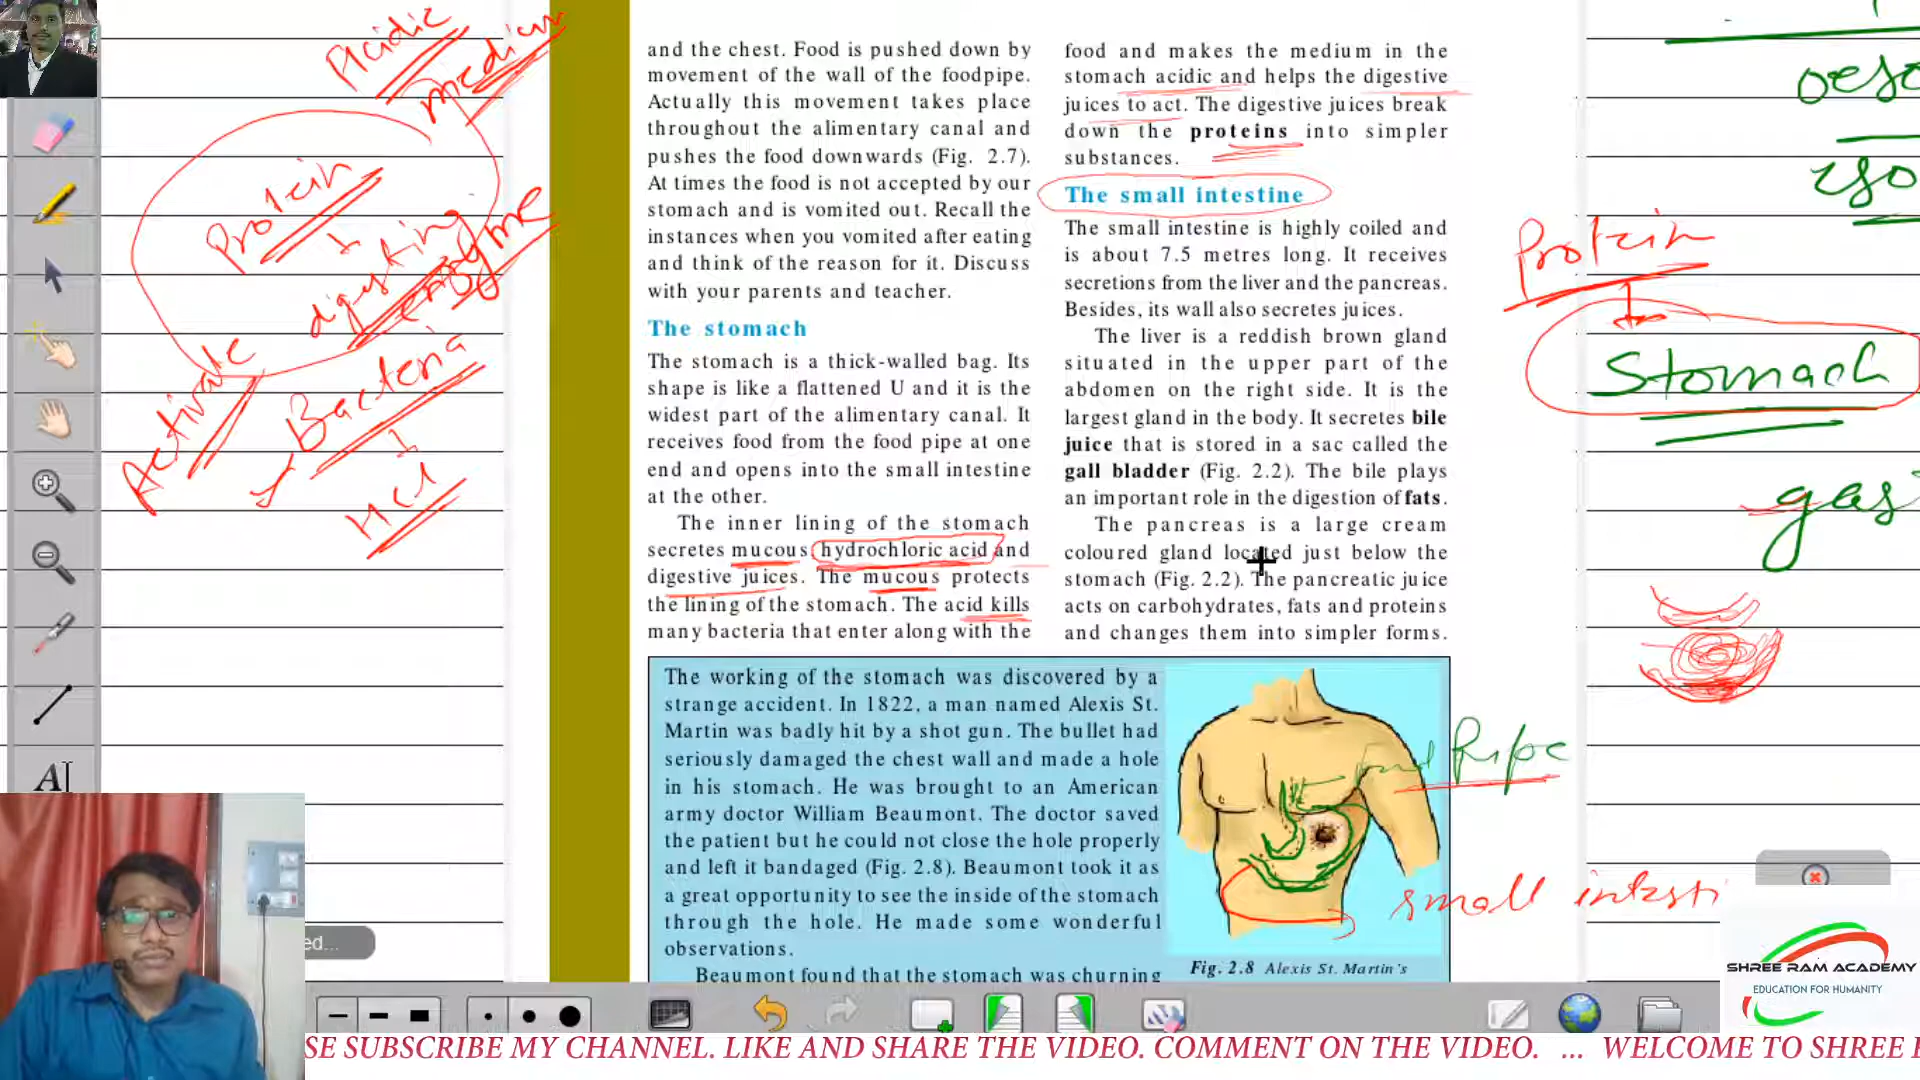 Acidic
medium
Protein
digesting
enzyme
Activate
Bacteria
HCl
and the chest. Food is pushed down by
movement of the wall of the foodpipe.
Actually this movement takes place
throughout the alimentary canal and
pushes the food downwards (Fig. 2.7).
At times the food is not accepted by our
stomach and is vomited out. Recall the
instances when you vomited after eating
and think of the reason for it. Discuss
with your parents and teacher.
The stomach
The stomach is a thick-walled bag. Its
shape is like a flattened U and it is the
widest part of the alimentary canal. It
receives food from the food pipe at one
end and opens into the small intestine
at the other.
The inner lining of the stomach
secretes mucous hydrochloric acid and
digestive juices. The mucous protects
the lining of the stomach. The acid kills
many bacteria that enter along with the
food and makes the medium in the
stomach acidic and helps the digestive
juices to act. The digestive juices break
down the proteins into simpler
substances.
The small intestine
The small intestine is highly coiled and
is about 7.5 metres long. It receives
secretions from the liver and the pancreas.
Besides, its wall also secretes juices.
The liver is a reddish brown gland
situated in the upper part of the
abdomen on the right side. It is the
largest gland in the body. It secretes bile
juice that is stored in a sac called the
gall bladder (Fig. 2.2). The bile plays
an important role in the digestion of fats.
The pancreas is a large cream
coloured gland located just below the
stomach (Fig. 2.2). The pancreatic juice
acts on carbohydrates, fats and proteins
and changes them into simpler forms.
The working of the stomach was discovered by a
strange accident. In 1822, a man named Alexis St.
Martin was badly hit by a shot gun. The bullet had
seriously damaged the chest wall and made a hole
in his stomach. He was brought to an American
army doctor William Beaumont. The doctor saved
the patient but he could not close the hole properly
and left it bandaged (Fig. 2.8). Beaumont took it as
a great opportunity to see the inside of the stomach
through the hole. He made some wonderful
observations.
Beaumont found that the stomach was churning
Fig. 2.8 Alexis St. Martin's
food Pipe
small intesti
oeso
Protein
Stomach
gas
A
ed...
SHREE RAM ACADEMY
EDUCATION FOR HUMANITY
SE SUBSCRIBE MY CHANNEL. LIKE AND SHARE THE VIDEO. COMMENT ON THE VIDEO. ... WELCOME TO SHREE